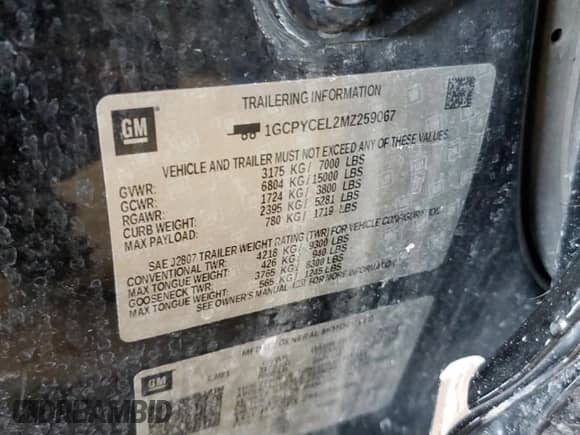 GM
TRAILERING INFORMATION
1GCPYCEL2MZ259067
VEHICLE AND TRAILER MUST NOT EXCEED ANY OF THESE VALUES.
GVWR: 3175 KG/ 7000 LBS
GCWR: 6804 KG/ 15000 LBS
RGAWR: 1724 KG/ 3800 LBS
CURB WEIGHT: 2395 KG/ 5281 LBS
MAX PAYLOAD: 780 KG/ 1719 LBS
SAE J2807 TRAILER WEIGHT RATING (TWR) FOR VEHICLE CONFIGURATION.
CONVENTIONAL TWR: 4218 KG/ 9300 LBS
MAX TONGUE WEIGHT: 426 KG/ 940 LBS
GOOSENECK TWR: 3765 KG/ 8300 LBS
MAX TONGUE WEIGHT: 565 KG/ 1245 LBS
SEE OWNER'S MANUAL FOR MORE INFORMATION
GM
DREAMBID